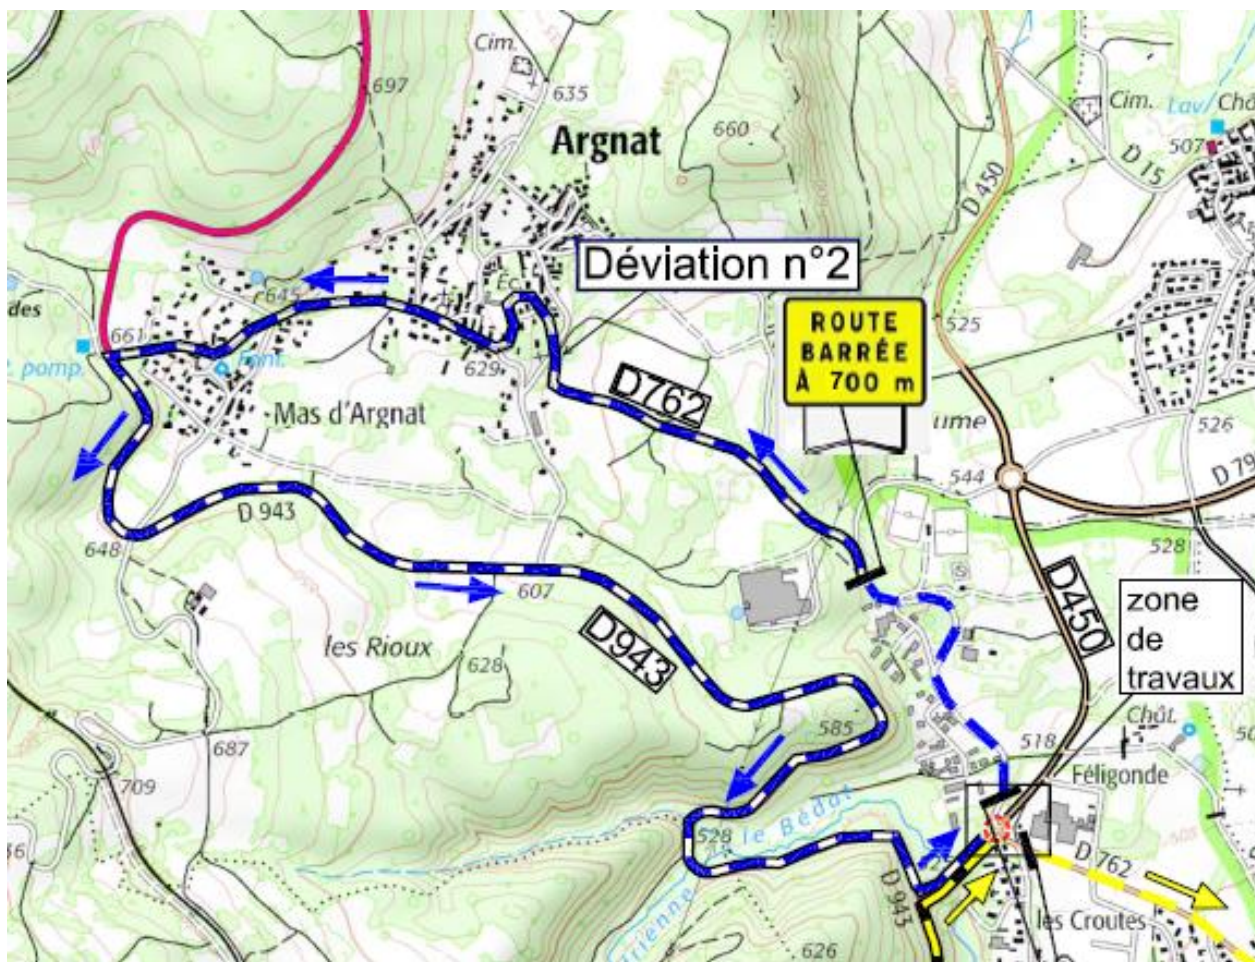 Cim.
697
635
Argnat
660
Cim.
Lav/
507
D 15
D 450
Déviation n°2
645
Éc.
des
661
pomp.
Font.
629
ROUTE
BARRÉE
À 700 m
525
D762
Mas d'Argnat
ume
526
544
D 79
D 943
648
528
607
D450
zone
de
travaux
D943
les Rioux
628
585
518
Chât.
687
709
Féligonde
528
le Bédat
D 762
D 943
les Croutes
626